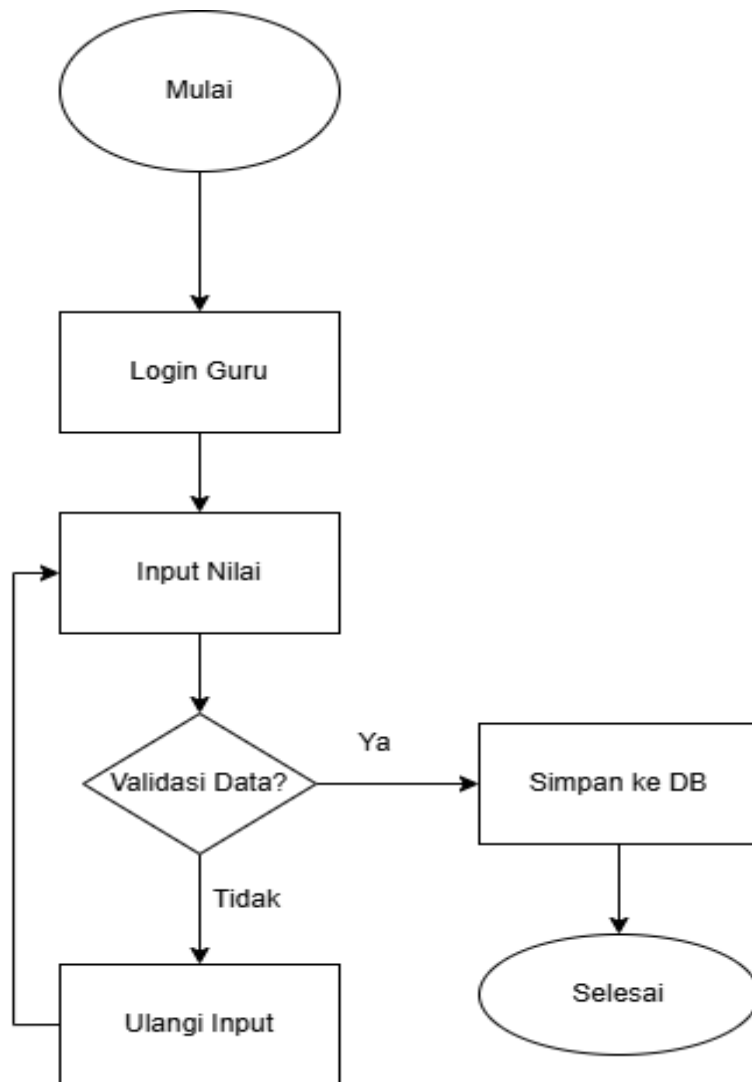 Mulai
Login Guru
Input Nilai
Validasi Data?
Ya
Simpan ke DB
Tidak
Ulangi Input
Selesai